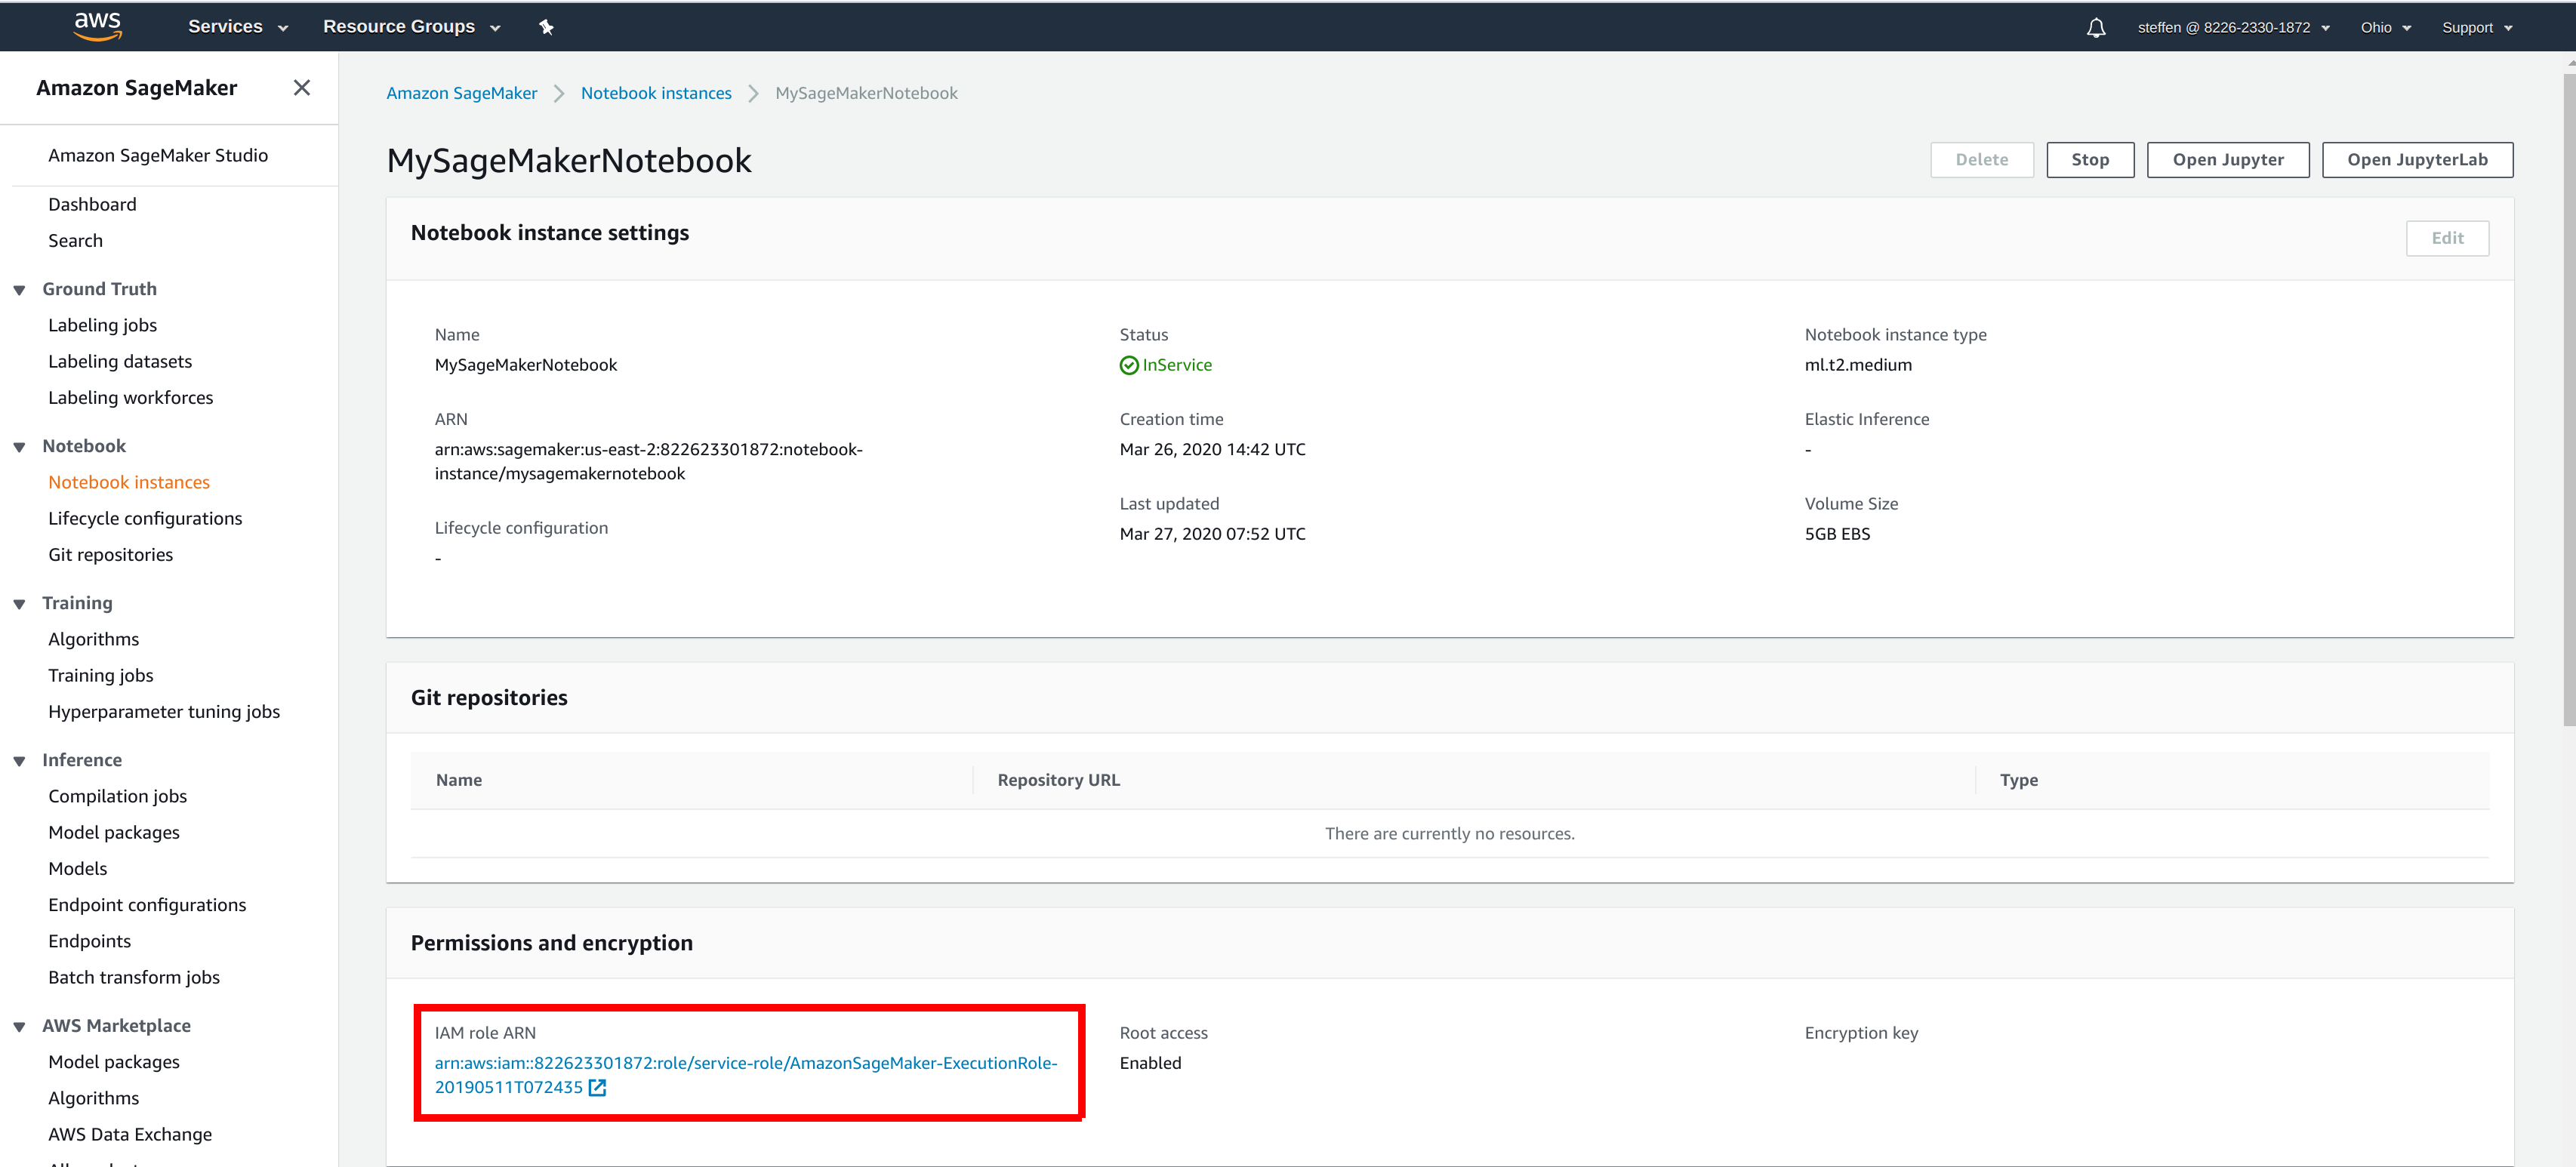 aws Services Resource Groups steffen @ 8226-2330-1872 Ohio Support
Amazon SageMaker
Amazon SageMaker Studio
Dashboard
Search
Ground Truth
Labeling jobs
Labeling datasets
Labeling workforces
Notebook
Notebook instances
Lifecycle configurations
Git repositories
Training
Algorithms
Training jobs
Hyperparameter tuning jobs
Inference
Compilation jobs
Model packages
Models
Endpoint configurations
Endpoints
Batch transform jobs
AWS Marketplace
Model packages
Algorithms
AWS Data Exchange
Amazon SageMaker Notebook instances MySageMakerNotebook
MySageMakerNotebook
Delete Stop Open Jupyter Open JupyterLab
Notebook instance settings
Edit
Name
MySageMakerNotebook
ARN
arn:aws:sagemaker:us-east-2:822623301872:notebook-
instance/mysagemakernotebook
Lifecycle configuration
-
Status
InService
Creation time
Mar 26, 2020 14:42 UTC
Last updated
Mar 27, 2020 07:52 UTC
Notebook instance type
ml.t2.medium
Elastic Inference
-
Volume Size
5GB EBS
Git repositories
Name Repository URL Type
There are currently no resources.
Permissions and encryption
IAM role ARN
arn:aws:iam::822623301872:role/service-role/AmazonSageMaker-ExecutionRole-
20190511T072435
Root access
Enabled
Encryption key